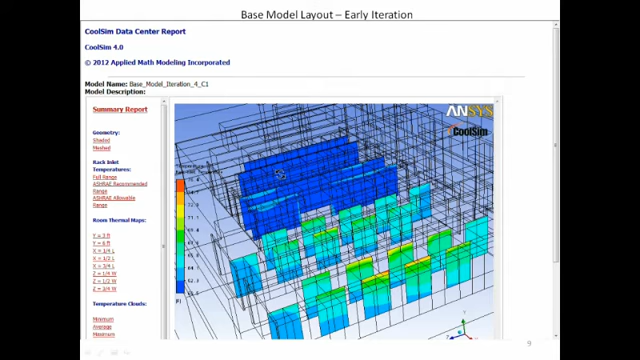 Base Model Layout – Early Iteration
CoolSim Data Center Report
CoolSim 4.0
© 2012 Applied Math Modeling Incorporated
Model Name: Base_Model_Iteration_4_C1
Model Description:
Summary Report
Geometry:
Shaded
Meshed
Rack Inlet
Temperatures:
Full Range
ASHRAE Recommended
Range
ASHRAE Allowable
Range
Room Thermal Maps:
Y = 3 ft
Y = 6 ft
X = 1/4 L
X = 1/2 L
X = 3/4 L
Z = 1/4 W
Z = 1/2 W
Z = 3/4 W
Temperature Clouds:
Minimum
Average
Maximum
ANSYS
CoolSim
9